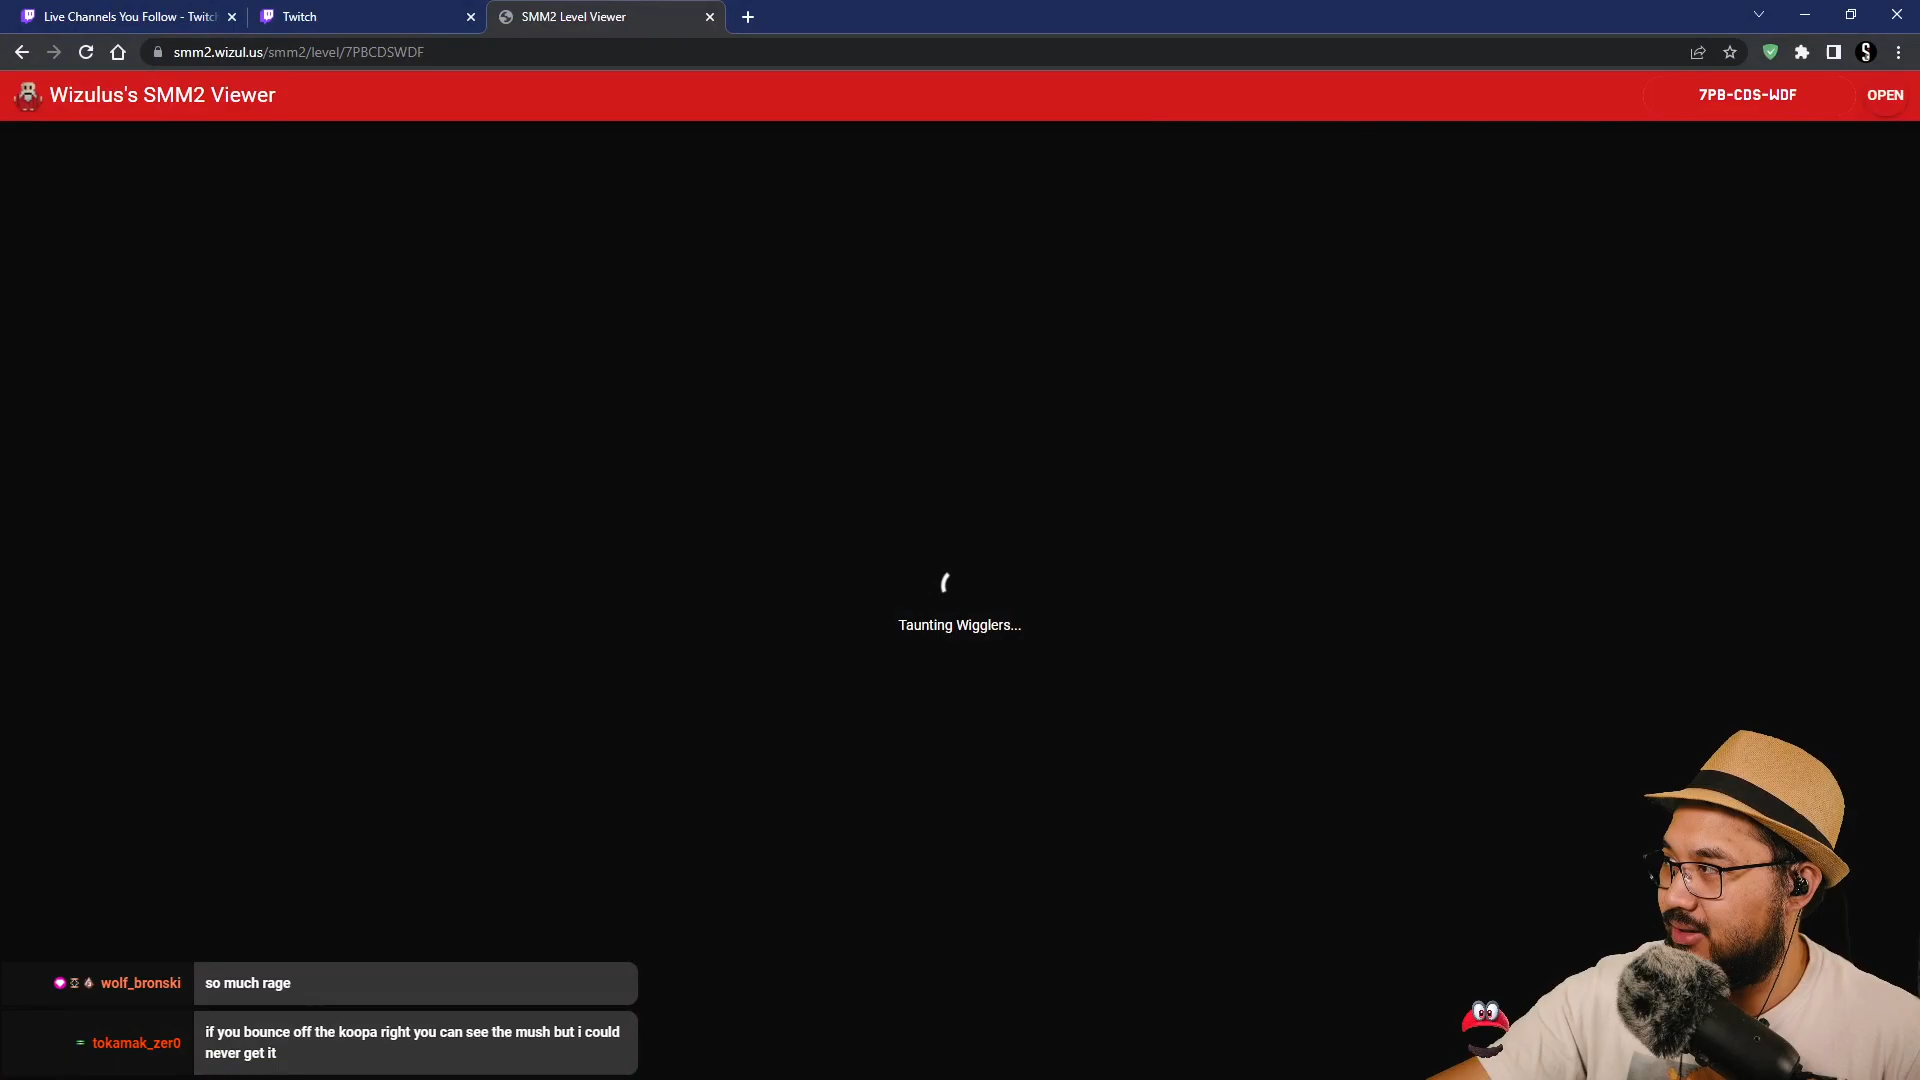 Live Channels You Follow - Twitc
Twitch
SMM2 Level Viewer
smm2.wizul.us/smm2/level/7PBCDSWDF
Wizulus's SMM2 Viewer
7PB-CDS-WDF
OPEN
Taunting Wigglers...
wolf_bronski
so much rage
tokamak_zer0
if you bounce off the koopa right you can see the mush but i could
never get it